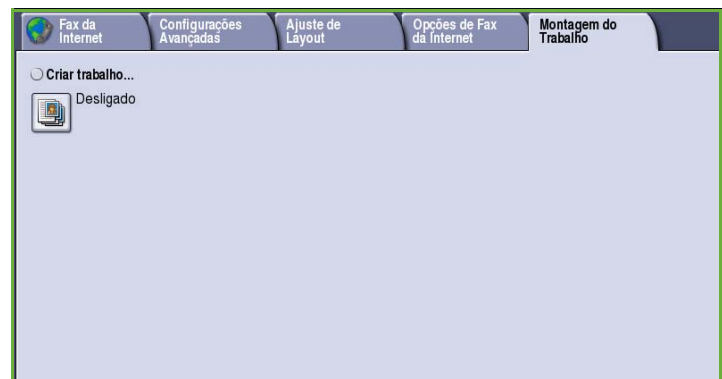 Fax da
Internet
Configurações
Avançadas
Ajuste de
Layout
Opções de Fax
da Internet
Montagem do
Trabalho
Criar trabalho...
Desligado